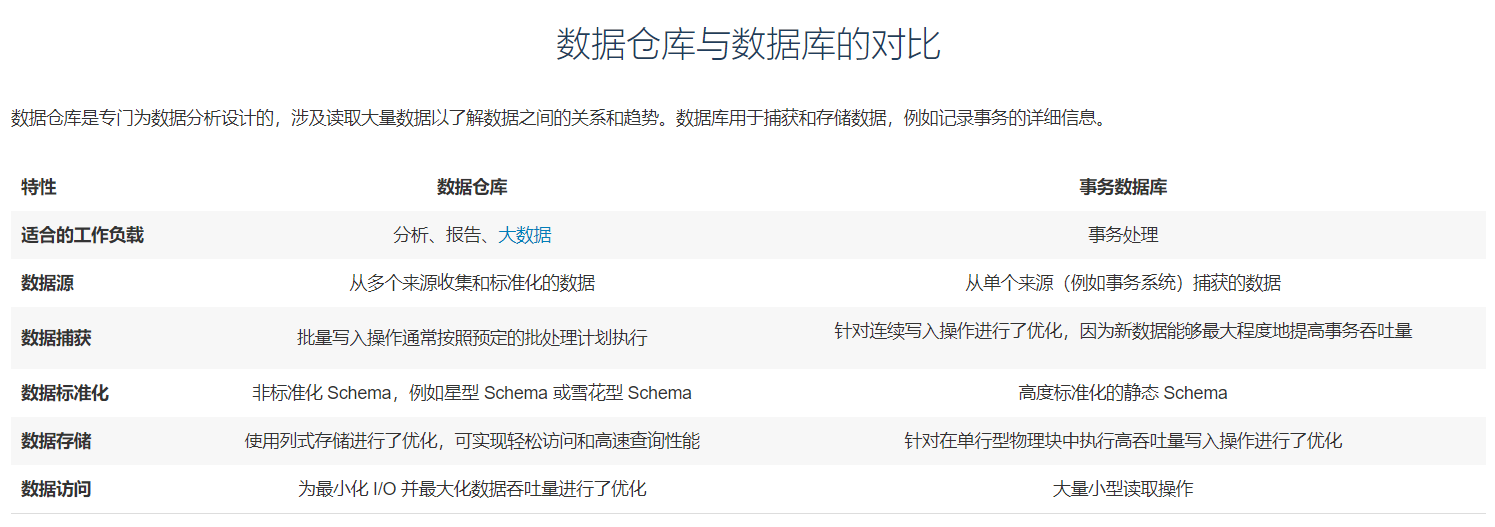 数据仓库与数据库的对比
数据仓库是专门为数据分析设计的，涉及读取大量数据以了解数据之间的关系和趋势。数据库用于捕获和存储数据，例如记录事务的详细信息。
特性 数据仓库 事务数据库
适合的工作负载 分析、报告、大数据 事务处理
数据源 从多个来源收集和标准化的数据 从单个来源（例如事务系统）捕获的数据
数据捕获 批量写入操作通常按照预定的批处理计划执行 针对连续写入操作进行了优化，因为新数据能够最大程度地提高事务吞吐量
数据标准化 非标准化 Schema，例如星型 Schema 或雪花型 Schema 高度标准化的静态 Schema
数据存储 使用列式存储进行了优化，可实现轻松访问和高速查询性能 针对在单行型物理块中执行高吞吐量写入操作进行了优化
数据访问 为最小化 I/O 并最大化数据吞吐量进行了优化 大量小型读取操作